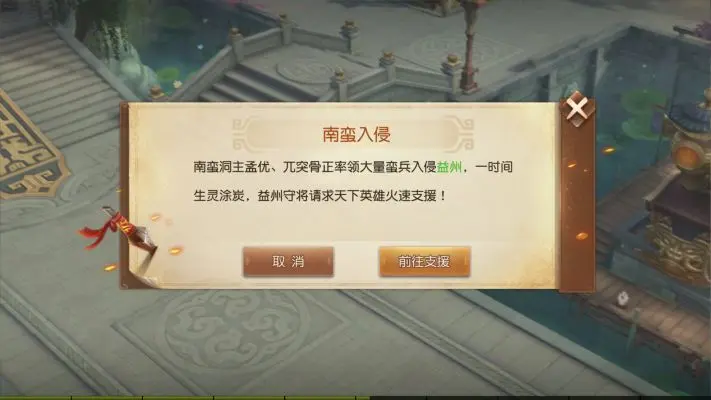 南蛮入侵
南蛮洞主孟优、兀突骨正率领大量蛮兵入侵益州，一时间
生灵涂炭，益州守将请求天下英雄火速支援！
取 消
前往支援